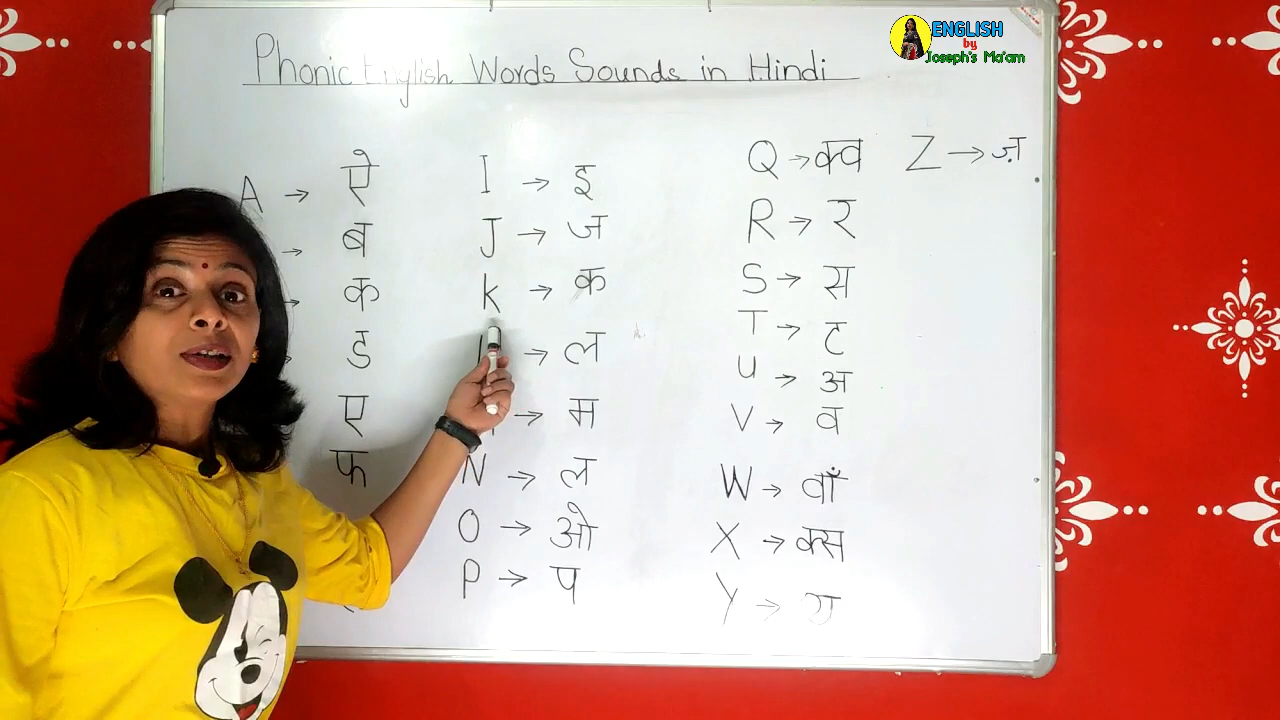 ENGLISH
by
Joseph's Ma'am
Phonic English Words Sounds in Hindi
A → ऐ
→ ब
→ क
ड
ए
फ
I → इ
J → ज
k → क
→ ल
→ म
N → ल
O → ओ
P → प
Q → क्व
R → र
S → स
T → ट
U → अ
V → व
W → वॉं
X → क्स
Y → य
Z → ज़